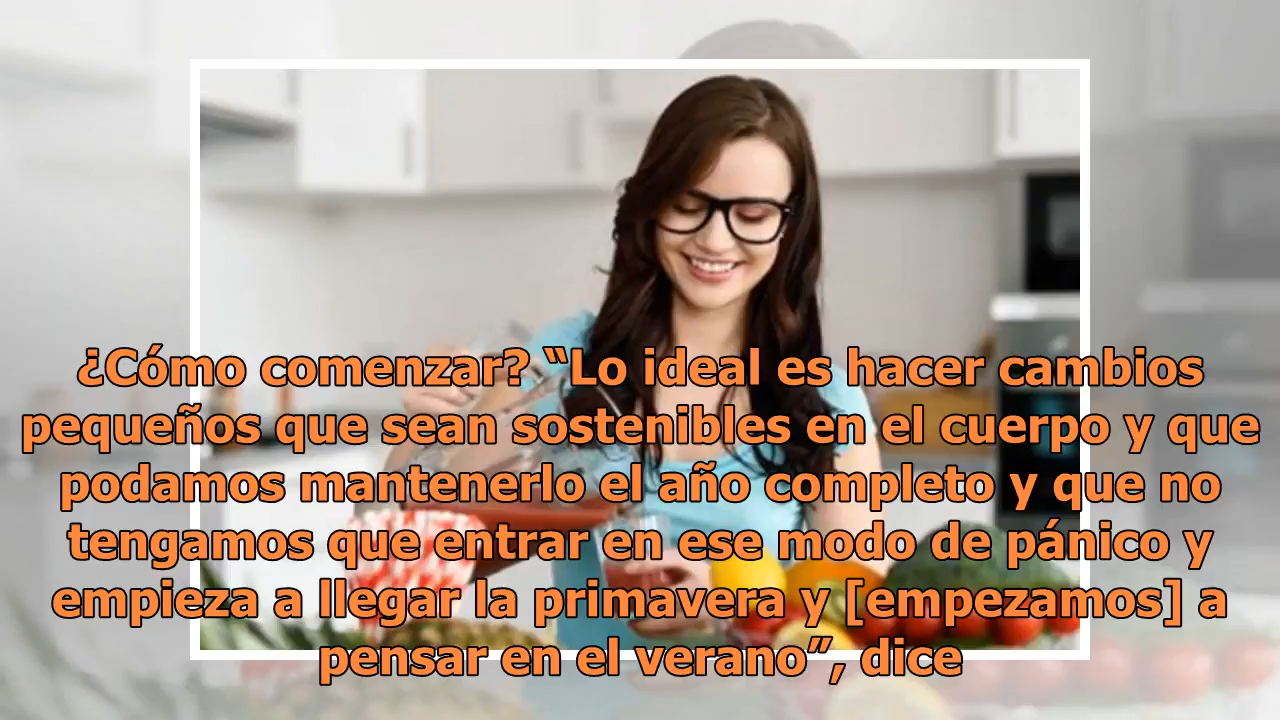 ¿Cómo comenzar? “Lo ideal es hacer cambios
pequeños que sean sostenibles en el cuerpo y que
podamos mantenerlo el año completo y que no
tengamos que entrar en ese modo de pánico y
empieza a llegar la primavera y [empezamos] a
pensar en el verano”, dice